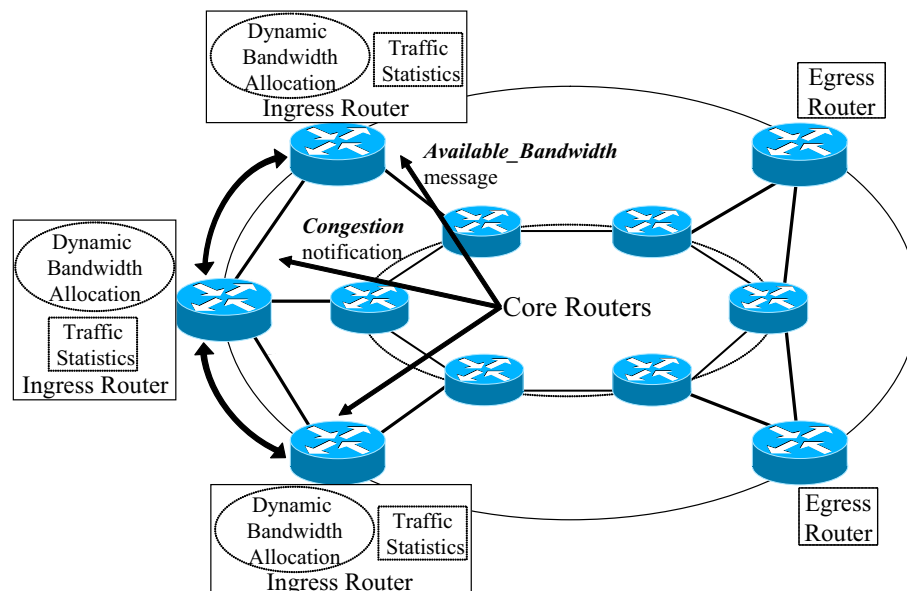 Dynamic
Bandwidth
Allocation
Traffic
Statistics
Ingress Router
Egress
Router
Available_Bandwidth
message
Congestion
notification
Dynamic
Bandwidth
Allocation
Traffic
Statistics
Ingress Router
Core Routers
Dynamic
Bandwidth
Allocation
Traffic
Statistics
Ingress Router
Egress
Router